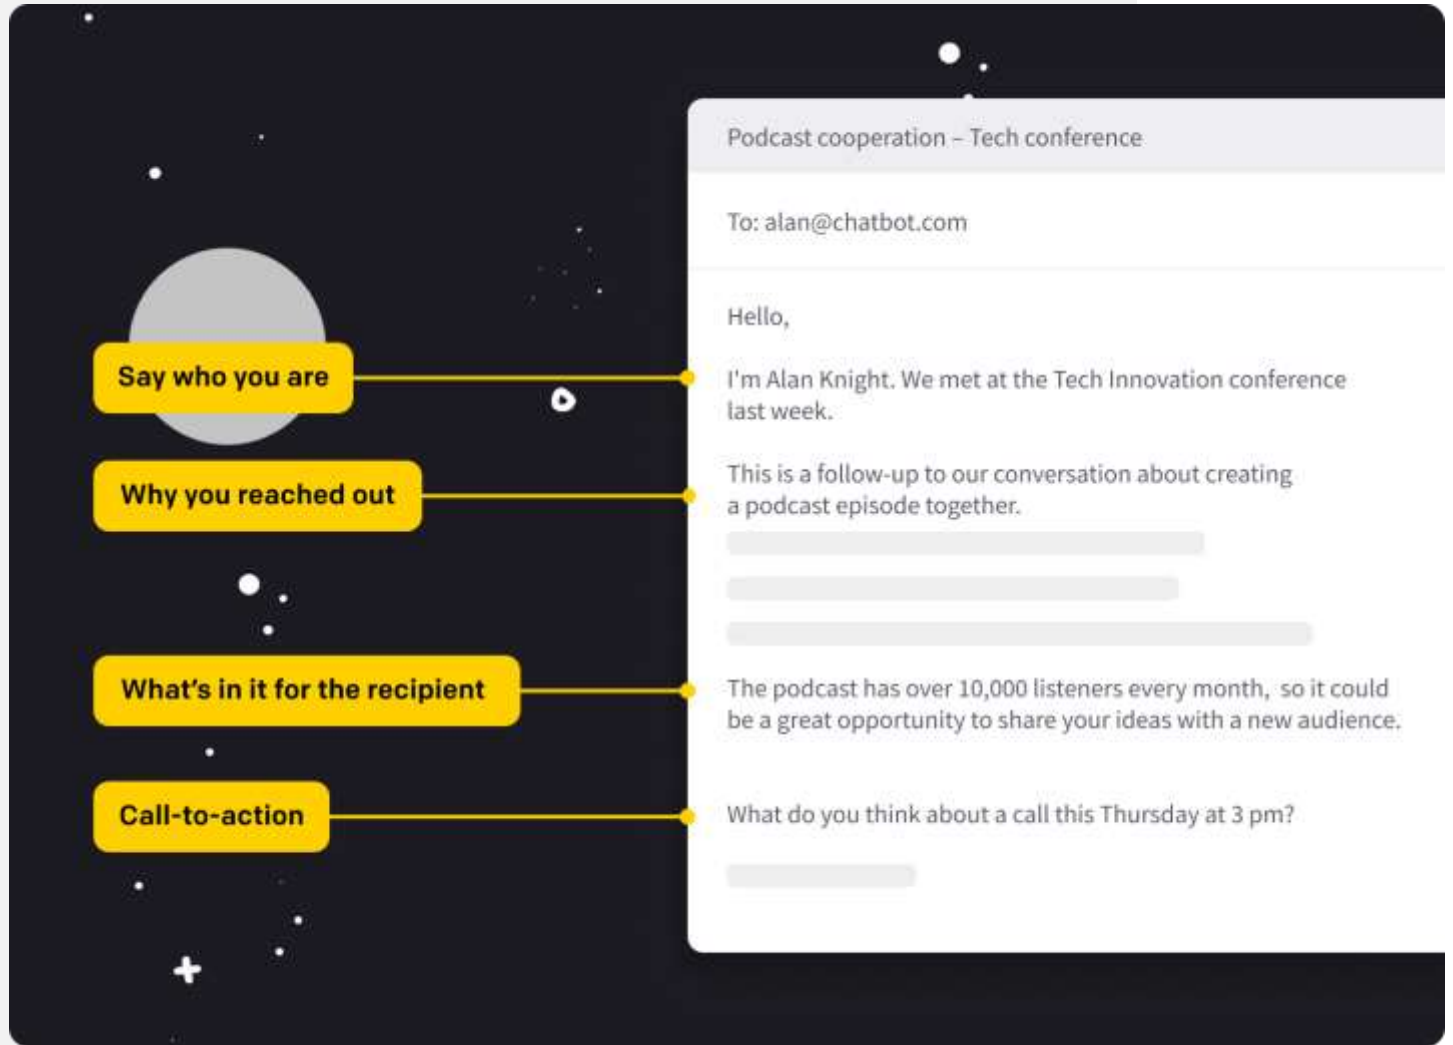 Podcast cooperation – Tech conference
To: alan@chatbot.com
Hello,
Say who you are
I'm Alan Knight. We met at the Tech Innovation conference
last week.
Why you reached out
This is a follow-up to our conversation about creating
a podcast episode together.
What's in it for the recipient
The podcast has over 10,000 listeners every month,  so it could
be a great opportunity to share your ideas with a new audience.
Call-to-action
What do you think about a call this Thursday at 3 pm?